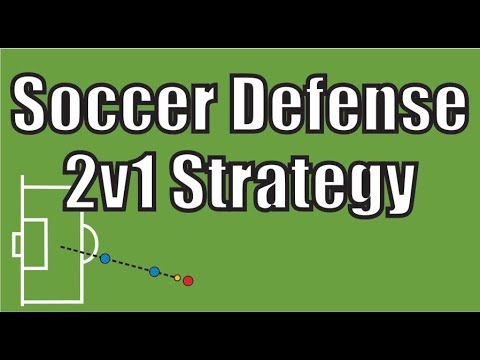 Soccer Defense
2v1 Strategy